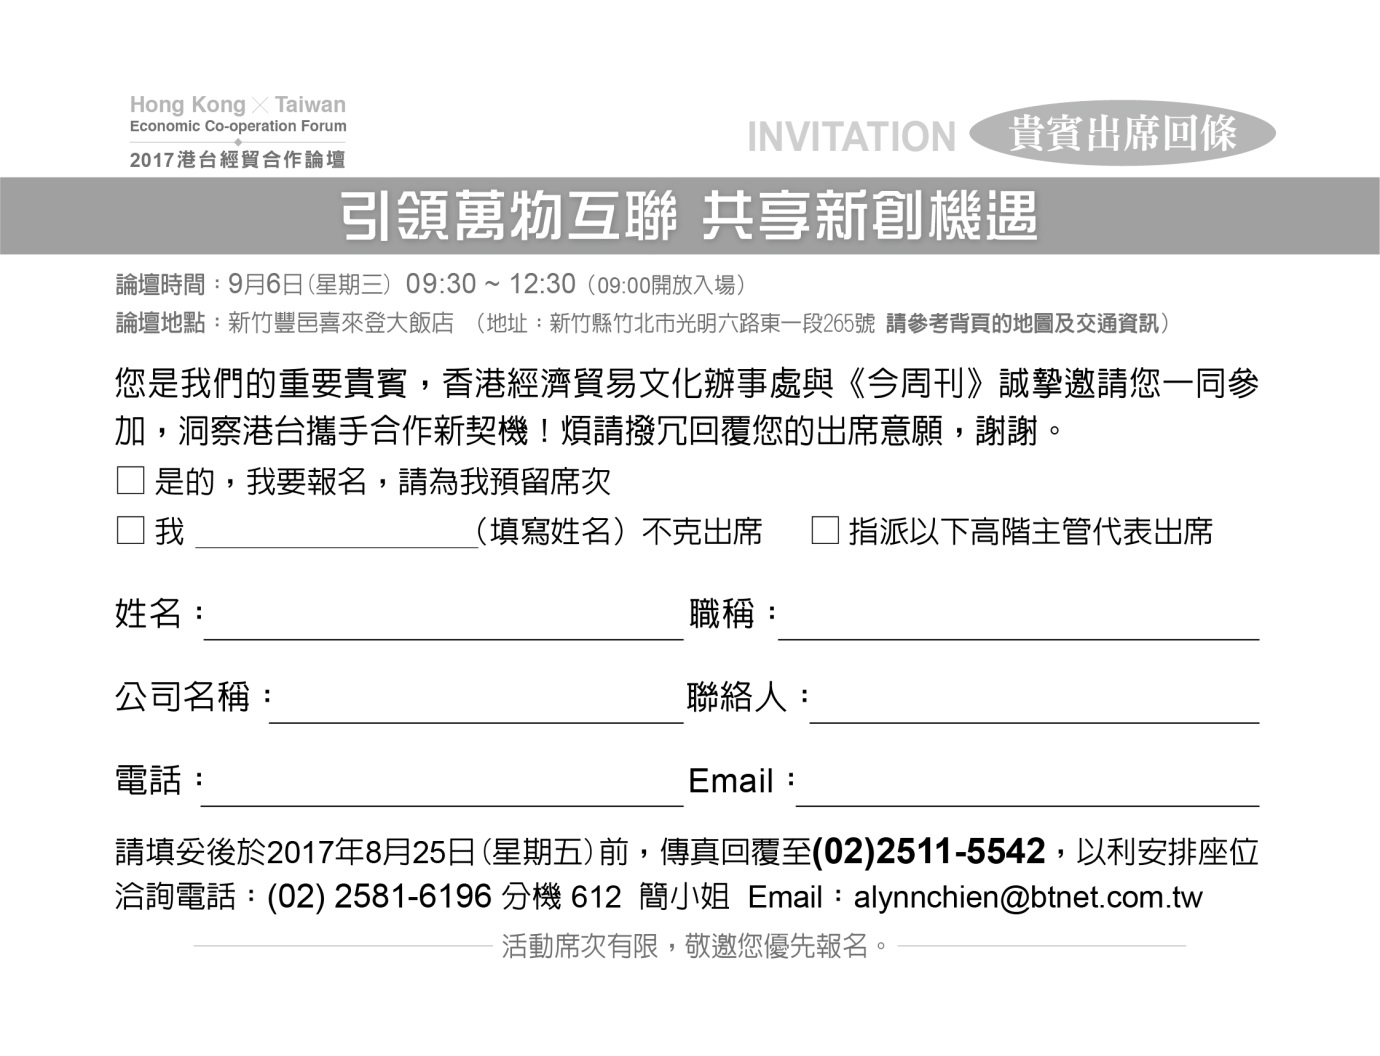 Hong Kong × Taiwan
Economic Co-operation Forum
2017港台經貿合作論壇
INVITATION 貴賓出席回條
引領萬物互聯 共享新創機遇
論壇時間：9月6日(星期三) 09:30 ~ 12:30（09:00開放入場）
論壇地點：新竹豐邑喜來登大飯店 （地址：新竹縣竹北市光明六路東一段265號 請參考背頁的地圖及交通資訊）
您是我們的重要貴賓，香港經濟貿易文化辦事處與《今周刊》誠摯邀請您一同參
加，洞察港台攜手合作新契機！煩請撥冗回覆您的出席意願，謝謝。
□ 是的，我要報名，請為我預留席次
□ 我 ________________（填寫姓名）不克出席 □ 指派以下高階主管代表出席
姓名： 職稱：
公司名稱： 聯絡人：
電話： Email：
請填妥後於2017年8月25日(星期五)前，傳真回覆至(02)2511-5542，以利安排座位
洽詢電話：(02) 2581-6196 分機 612 簡小姐 Email：alynnchien@btnet.com.tw
活動席次有限，敬邀您優先報名。